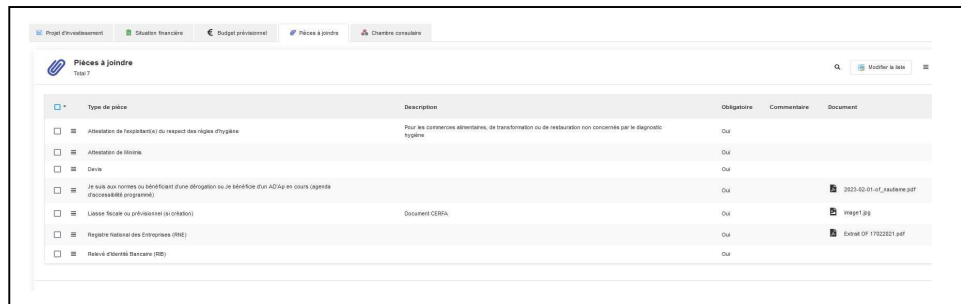 Projet d'investissement Situation financière Budget prévisionnel Pièces à joindre Chambre consulaire
Pièces à joindre
Total 7
Modifier la liste
Type de pièce Description Obligatoire Commentaire Document
Attestation de l'exploitant(e) du respect des règles d'hygiène Pour les commerces alimentaires, de transformation ou de restauration non concernés par le diagnostic Oui
hygiène
Attestation de Minimis Oui
Devis Oui
Je suis aux normes ou bénéficiant d'une dérogation ou Je bénéficie d'un AD'Ap en cours (agenda Oui 2023-02-01-of_nautisme.pdf
d'accessibilité programmé)
Liasse fiscale ou prévisionnel (si création) Document CERFA Oui image1.jpg
Registre National des Entreprises (RNE) Oui Extrait OF 17022021.pdf
Relevé d'Identité Bancaire (RIB) Oui